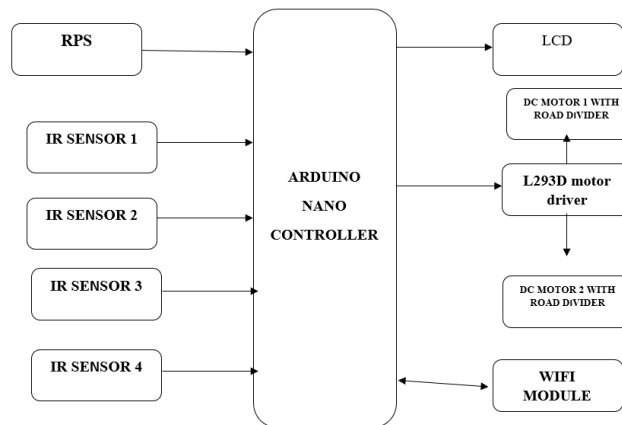 RPS
IR SENSOR 1
IR SENSOR 2
IR SENSOR 3
IR SENSOR 4
ARDUINO
NANO
CONTROLLER
LCD
DC MOTOR 1 WITH
ROAD DIVIDER
L293D motor
driver
DC MOTOR 2 WITH
ROAD DIVIDER
WIFI
MODULE